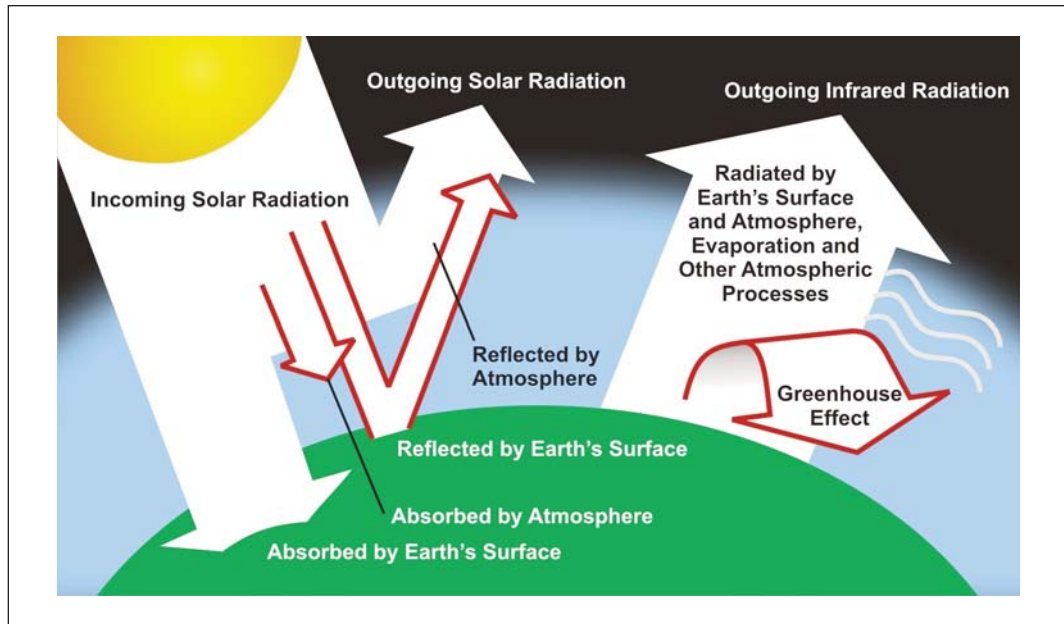 Outgoing Solar Radiation
Outgoing Infrared Radiation
Incoming Solar Radiation
Radiated by
Earth's Surface
and Atmosphere,
Evaporation and
Other Atmospheric
Processes
Reflected by
Atmosphere
Greenhouse
Effect
Reflected by Earth's Surface
Absorbed by Atmosphere
Absorbed by Earth's Surface